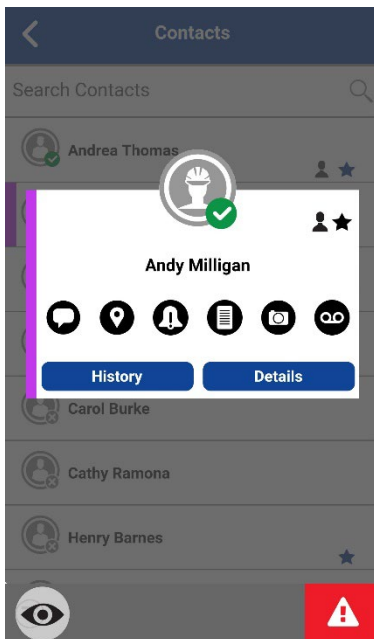 Contacts
Search Contacts
Andrea Thomas
Andy Milligan
History
Details
Carol Burke
Cathy Ramona
Henry Barnes